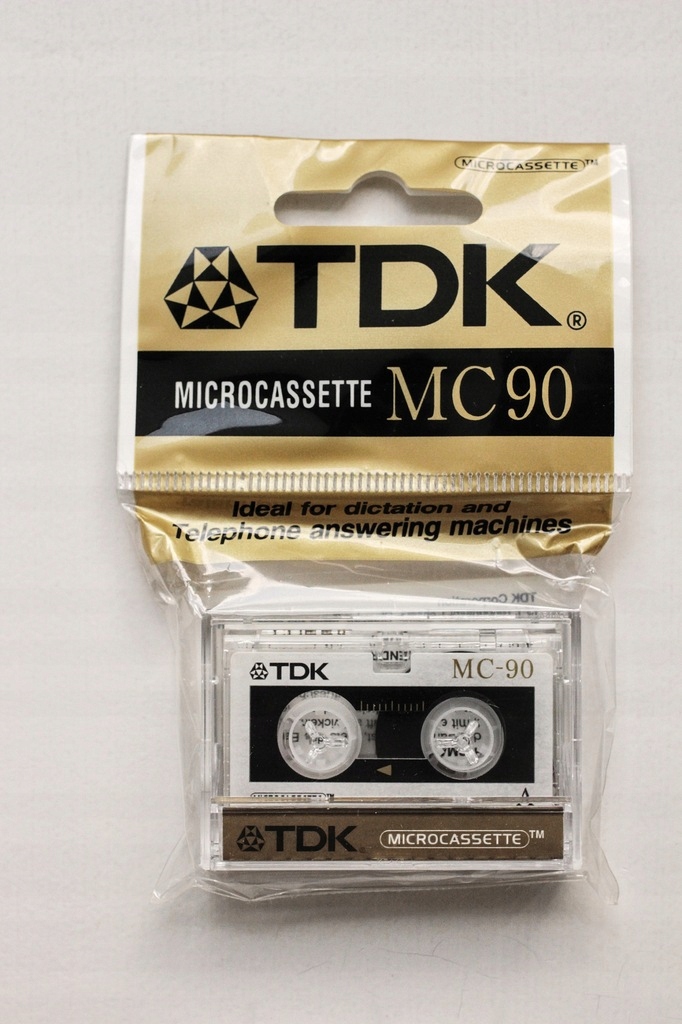 MICROCASSETTE™
TDK®
MICROCASSETTE MC90
Ideal for dictation and
Telephone answering machines
TDK
MC-90
TDK MICROCASSETTE™